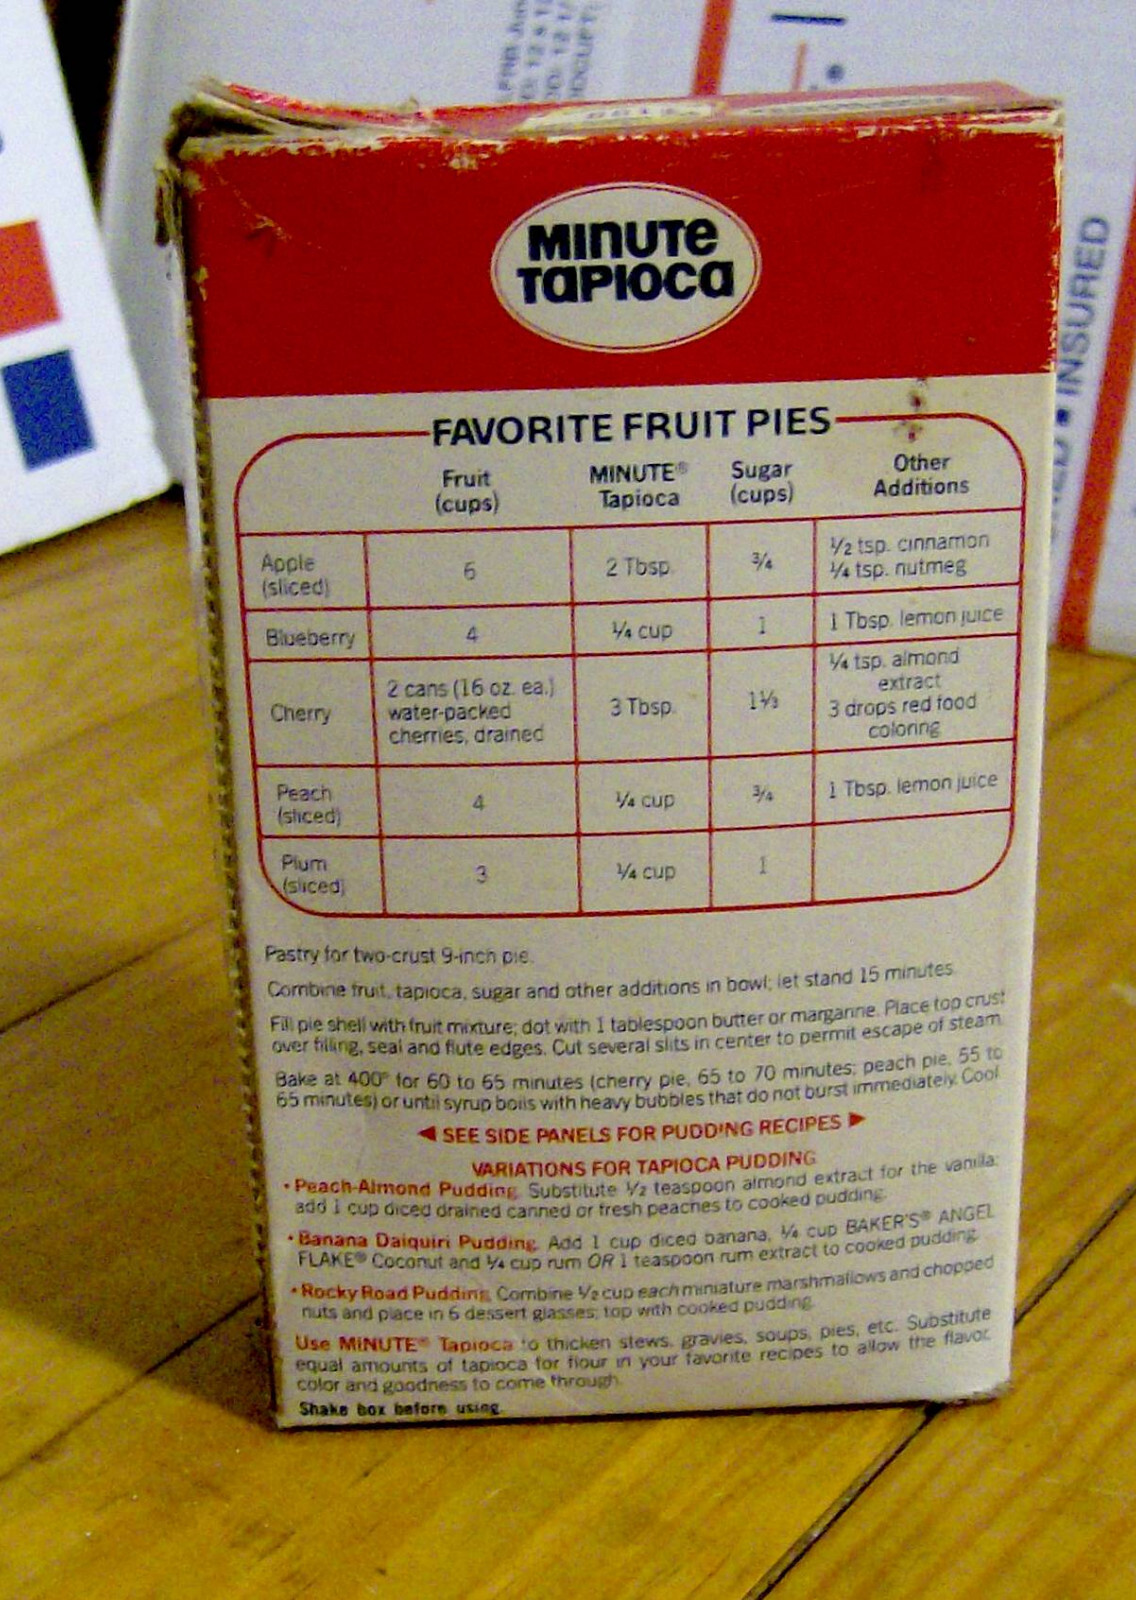 MINUTE
TAPIOCA
FAVORITE FRUIT PIES
Fruit (cups) MINUTE® Tapioca Sugar (cups) Other Additions
Apple (sliced) 6 2 Tbsp. ¾ ½ tsp. cinnamon ¼ tsp. nutmeg
Blueberry 4 ¼ cup 1 1 Tbsp. lemon juice
Cherry 2 cans (16 oz. ea.) water-packed cherries, drained 3 Tbsp. 1⅓ ¼ tsp. almond extract 3 drops red food coloring
Peach (sliced) 4 ¼ cup ¾ 1 Tbsp. lemon juice
Plum (sliced) 3 ¼ cup 1
Pastry for two-crust 9-inch pie.
Combine fruit, tapioca, sugar and other additions in bowl; let stand 15 minutes.
Fill pie shell with fruit mixture; dot with 1 tablespoon butter or margarine. Place top crust
over filling, seal and flute edges. Cut several slits in center to permit escape of steam.
Bake at 400° for 60 to 65 minutes (cherry pie, 65 to 70 minutes; peach pie, 55 to
65 minutes) or until syrup boils with heavy bubbles that do not burst immediately. Cool.
◀ SEE SIDE PANELS FOR PUDDING RECIPES ▶
VARIATIONS FOR TAPIOCA PUDDING
• Peach-Almond Pudding. Substitute ½ teaspoon almond extract for the vanilla;
add 1 cup diced drained canned or fresh peaches to cooked pudding.
• Banana Daiquiri Pudding. Add 1 cup diced banana, ¼ cup BAKER'S® ANGEL
FLAKE® Coconut and ¼ cup rum OR 1 teaspoon rum extract to cooked pudding.
• Rocky Road Pudding. Combine ½ cup each miniature marshmallows and chopped
nuts and place in 6 dessert glasses; top with cooked pudding.
Use MINUTE® Tapioca to thicken stews, gravies, soups, pies, etc. Substitute
equal amounts of tapioca for flour in your favorite recipes to allow the flavor,
color and goodness to come through.
Shake box before using.
■ INSURED